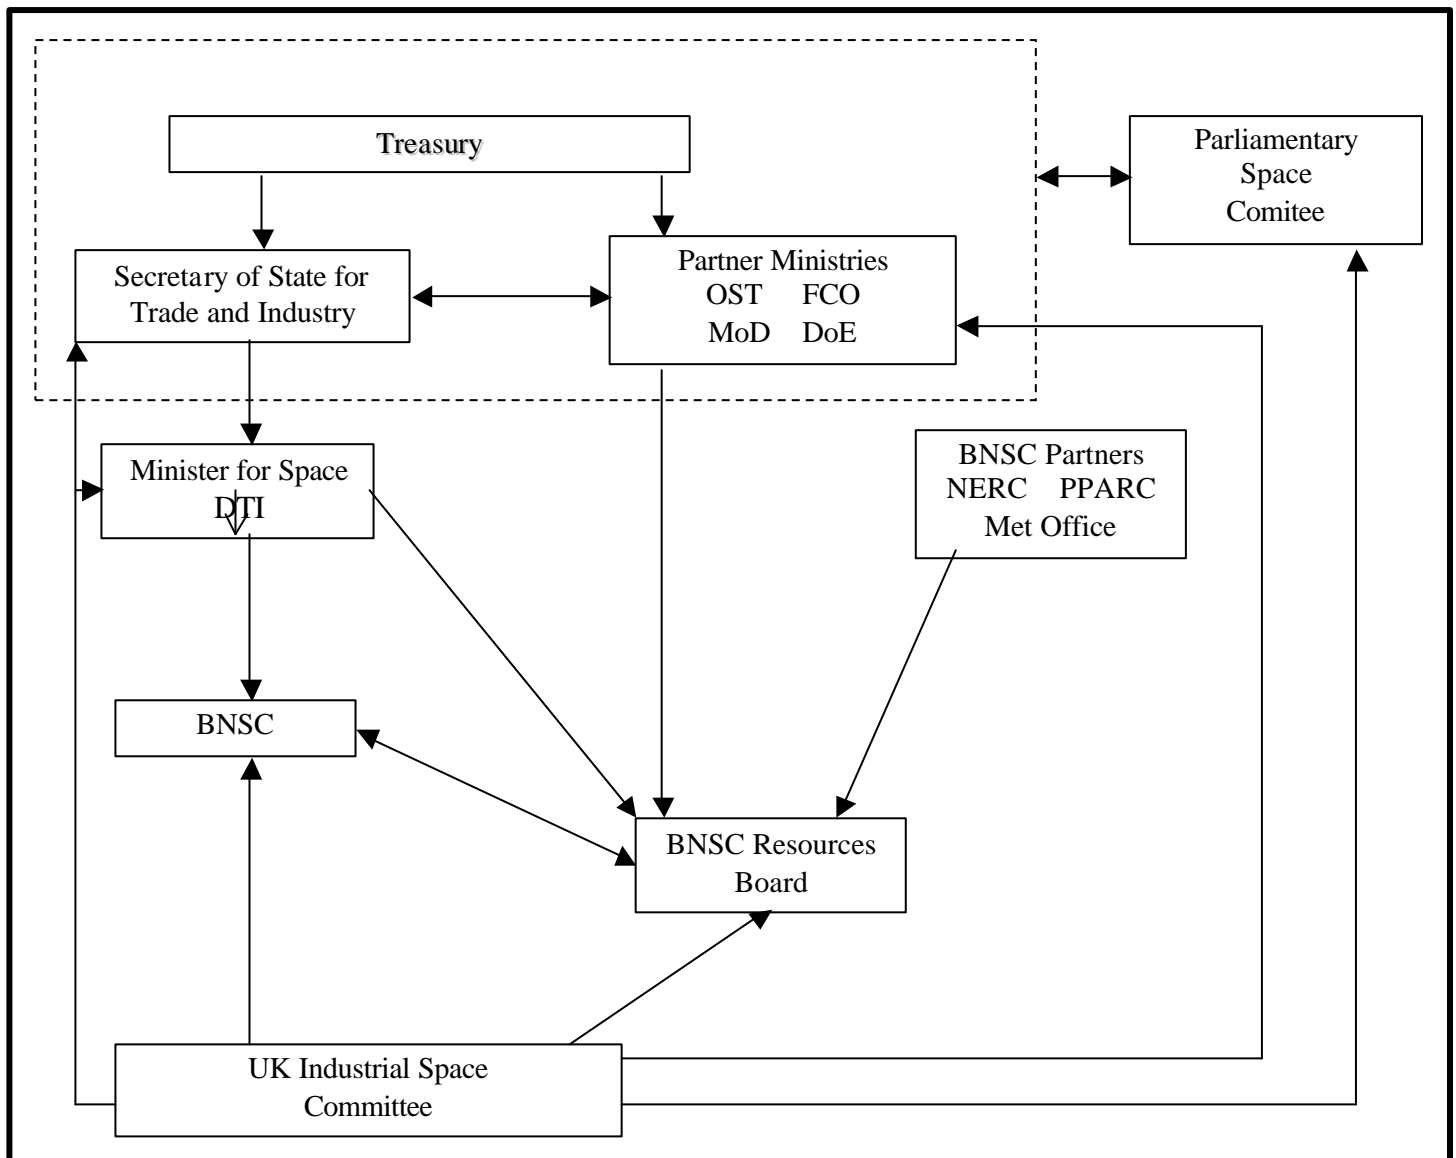 Treasury
Parliamentary
Space
Comitee
Secretary of State for
Trade and Industry
Partner Ministries
OST FCO
MoD DoE
Minister for Space
DTI
BNSC Partners
NERC PPARC
Met Office
BNSC
BNSC Resources
Board
UK Industrial Space
Committee